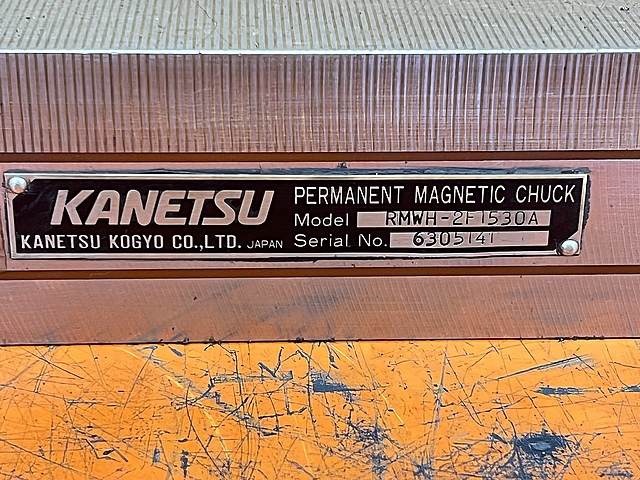 KANETSU
KANETSU KOGYO CO.,LTD. JAPAN
PERMANENT MAGNETIC CHUCK
Model RMWH-2F1530A
Serial No. 6305141